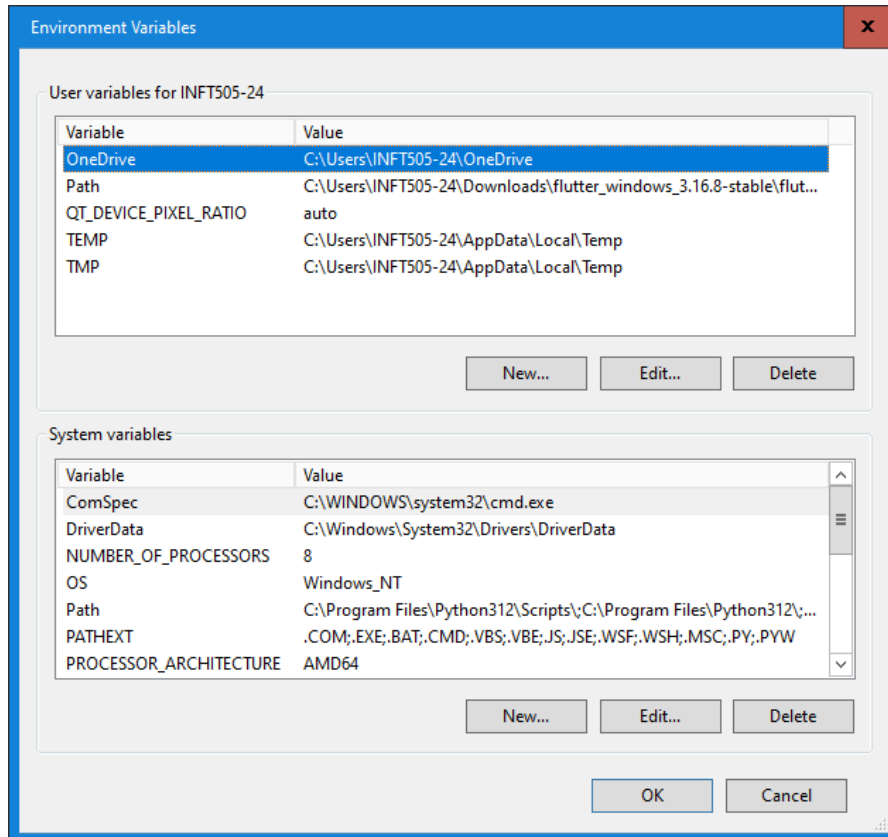 Environment Variables
x
User variables for INFT505-24
Variable Value
OneDrive C:\Users\INFT505-24\OneDrive
Path C:\Users\INFT505-24\Downloads\flutter_windows_3.16.8-stable\flut...
QT_DEVICE_PIXEL_RATIO auto
TEMP C:\Users\INFT505-24\AppData\Local\Temp
TMP C:\Users\INFT505-24\AppData\Local\Temp
New... Edit... Delete
System variables
Variable Value
ComSpec C:\WINDOWS\system32\cmd.exe
DriverData C:\Windows\System32\Drivers\DriverData
NUMBER_OF_PROCESSORS 8
OS Windows_NT
Path C:\Program Files\Python312\Scripts\;C:\Program Files\Python312\;...
PATHEXT .COM;.EXE;.BAT;.CMD;.VBS;.VBE;.JS;.JSE;.WSF;.WSH;.MSC;.PY;.PYW
PROCESSOR_ARCHITECTURE AMD64
New... Edit... Delete
OK Cancel